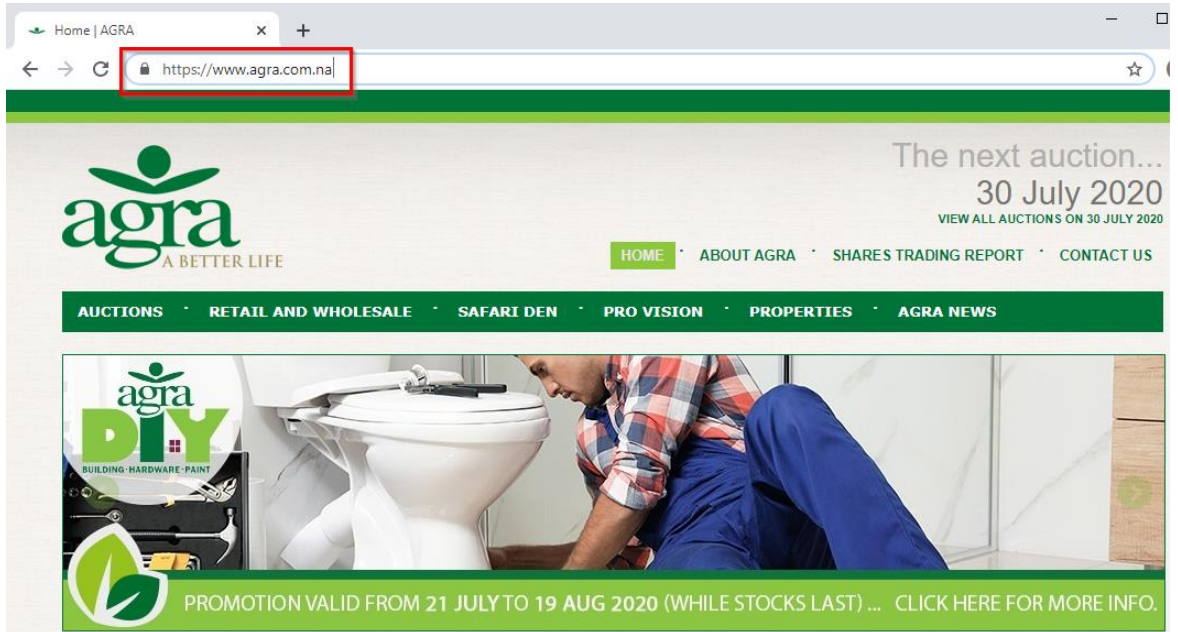 Home | AGRA
https://www.agra.com.na
The next auction...
30 July 2020
VIEW ALL AUCTIONS ON 30 JULY 2020
agra
A BETTER LIFE
HOME ABOUT AGRA SHARES TRADING REPORT CONTACT US
AUCTIONS RETAIL AND WHOLESALE SAFARI DEN PRO VISION PROPERTIES AGRA NEWS
agra
DIY
BUILDING·HARDWARE·PAINT
PROMOTION VALID FROM 21 JULY TO 19 AUG 2020 (WHILE STOCKS LAST) ... CLICK HERE FOR MORE INFO.